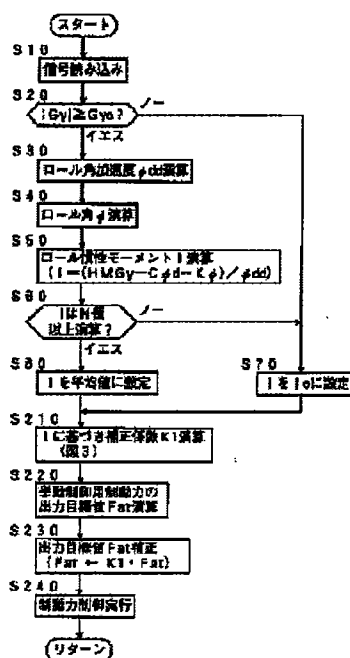 スタート
S10
信号読み込み
S20
|Gy|≧Gyo?
ノー
イエス
S30
ロール角加速度φdd演算
S40
ロール角φ演算
S50
ロール慣性モーメントI演算
(I=(HMGy-Cφd-Kφ)/φdd)
S60
IはN個
以上演算?
ノー
イエス
S80
Iを平均値に設定
S70
IをIoに設定
S210
Iに基づき補正係数K1演算
(図3)
S220
挙動制御用制動力の
出力目標値Fat演算
S230
出力目標値Fat補正
(Fat ← K1・Fat)
S240
制動力制御実行
リターン